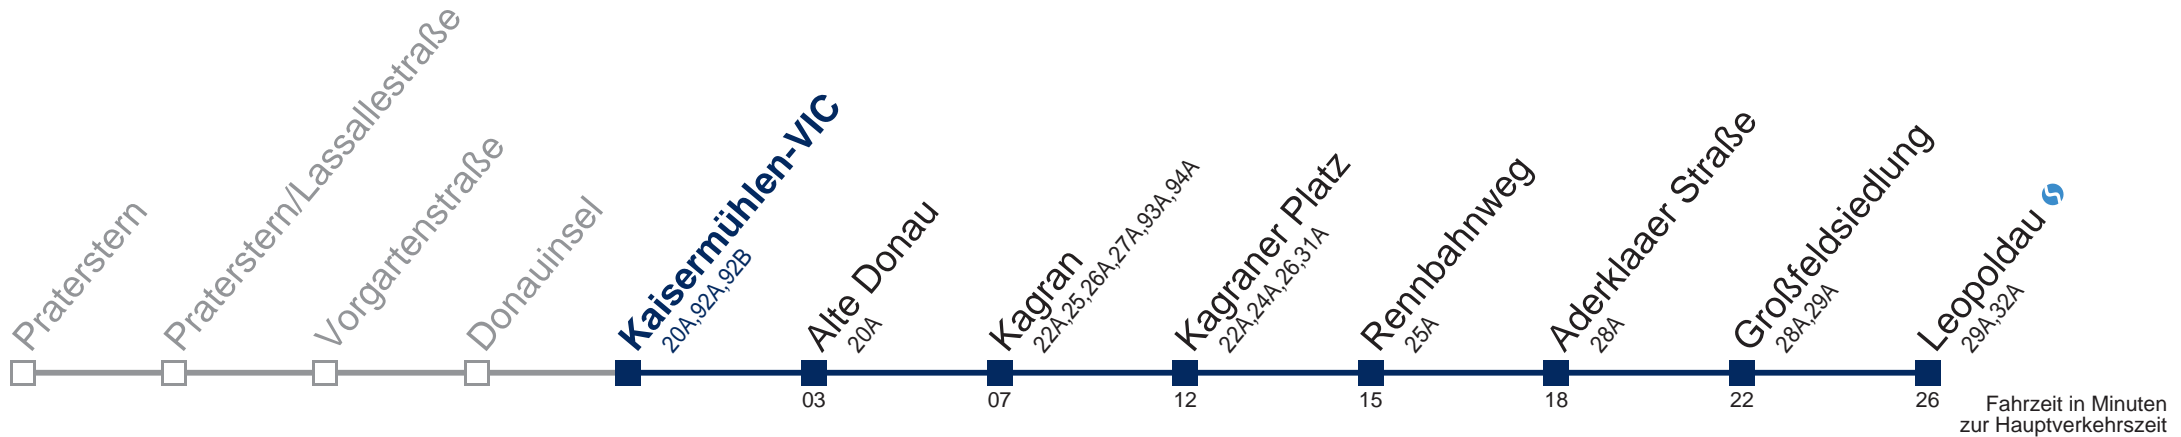 Praterstern
Praterstern/Lassallestraße
Vorgartenstraße
Donauinsel
Kaisermühlen-VIC
20A,92A,92B
Alte Donau
20A
Kagran
22A,25,26A,27A,93A,94A
Kagraner Platz
22A,24A,26,31A
Rennbahnweg
25A
Aderklaaer Straße
28A
Großfeldsiedlung
28A,29A
Leopoldau
29A,32A
03
07
12
15
18
22
26
Fahrzeit in Minuten
zur Hauptverkehrszeit